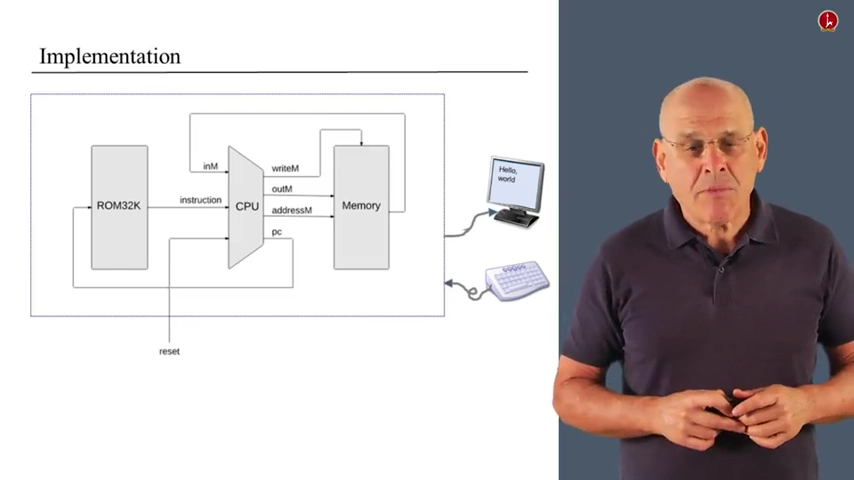 Implementation
Hello,
world
inM
writeM
outM
ROM32K
instruction
CPU
addressM
Memory
pc
reset